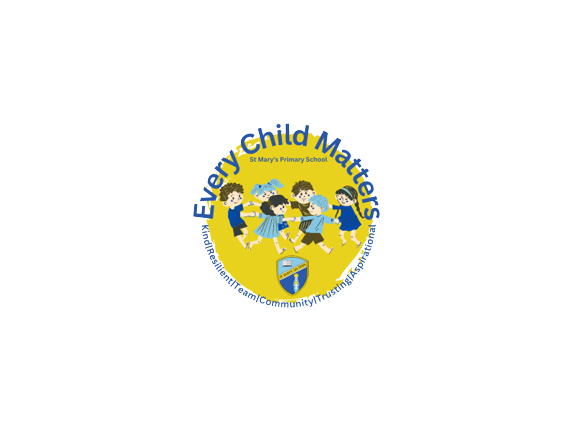 Every Child Matters
St Mary's Primary School
Kind|Resilient|Team|Community|Trusting|Aspirational